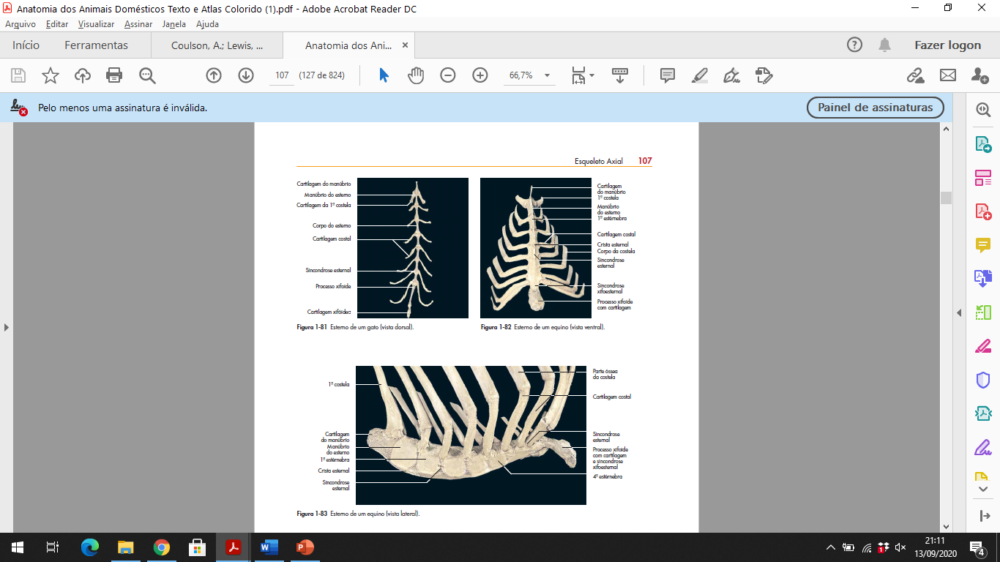 Anatomia dos Animais Domésticos Texto e Atlas Colorido (1).pdf - Adobe Acrobat Reader DC
Arquivo Editar Visualizar Assinar Janela Ajuda
Início Ferramentas Coulson, A.; Lewis, ... Anatomia dos Ani... × Fazer logon
107 (127 de 824) 66,7%
Pelo menos uma assinatura é inválida. Painel de assinaturas
Esqueleto Axial 107
Cartilagem do manúbrio
Manúbrio do esterno
Cartilagem da 1ª costela
Corpo do esterno
Cartilagem costal
Sincondrose esternal
Processo xifoide
Cartilagem xifóidea
Figura 1-81 Esterno de um gato (vista dorsal).
Cartilagem
do manúbrio
1ª costela
Manúbrio
do esterno
1ª estérnebra
Cartilagem costal
Crista esternal
Corpo da costela
Sincondrose
esternal
Sincondrose
xifoesternal
Processo xifoide
com cartilagem
Figura 1-82 Esterno de um equino (vista ventral).
1ª costela
Cartilagem
do manúbrio
Manúbrio
do esterno
1ª estérnebra
Crista esternal
Sincondrose
esternal
Parte óssea
da costela
Cartilagem costal
Sincondrose
esternal
Processo xifoide
com cartilagem
e sincondrose
xifoesternal
4ª estérnebra
Figura 1-83 Esterno de um equino (vista lateral).
21:11
13/09/2020
4